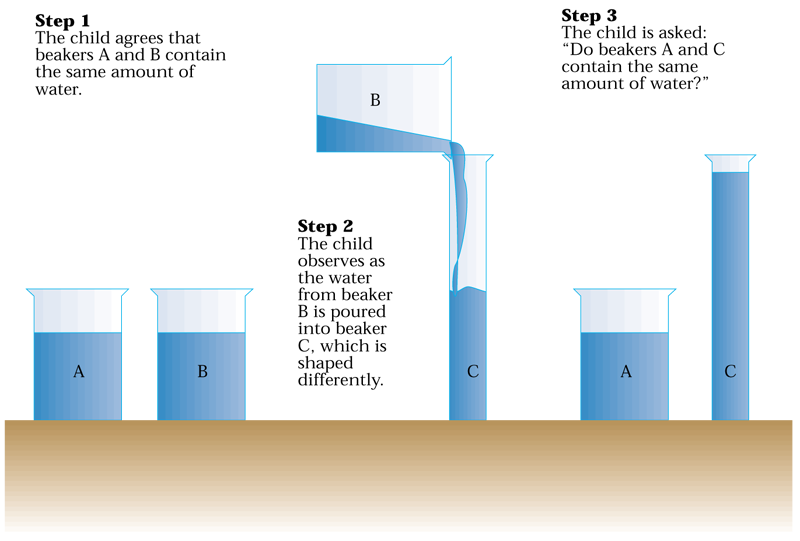 Step 1
The child agrees that
beakers A and B contain
the same amount of
water.
A
B
B
Step 2
The child
observes as
the water
from beaker
B is poured
into beaker
C, which is
shaped
differently.
C
Step 3
The child is asked:
“Do beakers A and C
contain the same
amount of water?”
A
C